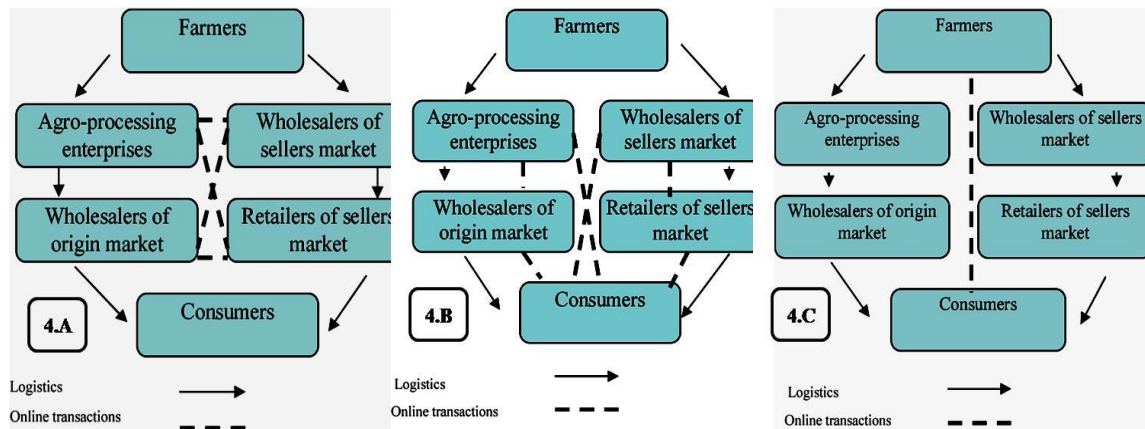 Farmers
Agro-processing
enterprises
Wholesalers of
sellers market
Wholesalers of
origin market
Retailers of sellers
market
Consumers
4.A
Logistics
Online transactions
Farmers
Agro-processing
enterprises
Wholesalers of
sellers market
Wholesalers of
origin market
Retailers of sellers
market
Consumers
4.B
Logistics
Online transactions
Farmers
Agro-processing
enterprises
Wholesalers of sellers
market
Wholesalers of origin
market
Retailers of sellers
market
Consumers
4.C
Logistics
Online transactions